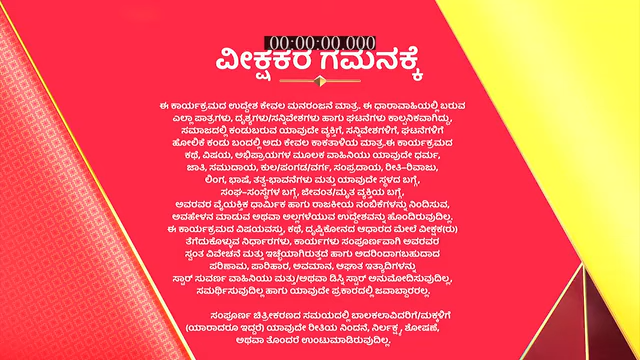 00:00:00.000
ವೀಕ್ಷಕರ ಗಮನಕ್ಕೆ
ಈ ಕಾರ್ಯಕ್ರಮದ ಉದ್ದೇಶ ಕೇವಲ ಮನರಂಜನೆ ಮಾತ್ರ. ಈ ಧಾರಾವಾಹಿಯಲ್ಲಿ ಬರುವ
ಎಲ್ಲಾ ಪಾತ್ರಗಳು, ದೃಶ್ಯಗಳು/ಸನ್ನಿವೇಶಗಳು ಹಾಗು ಘಟನೆಗಳು ಕಾಲ್ಪನಿಕವಾಗಿದ್ದು,
ಸಮಾಜದಲ್ಲಿ ಕಂಡುಬರುವ ಯಾವುದೇ ವ್ಯಕ್ತಿಗೆ, ಸನ್ನಿವೇಶಗಳಿಗೆ, ಘಟನೆಗಳಿಗೆ
ಹೋಲಿಕೆ ಕಂಡು ಬಂದಲ್ಲಿ ಅದು ಕೇವಲ ಕಾಕತಾಳಿಯ ಮಾತ್ರ.ಈ ಕಾರ್ಯಕ್ರಮದ
ಕಥೆ, ವಿಷಯ, ಅಭಿಪ್ರಾಯಗಳ ಮೂಲಕ ವಾಹಿನಿಯು ಯಾವುದೇ ಧರ್ಮ,
ಜಾತಿ, ಸಮುದಾಯ, ಕುಲ/ಪಂಗಡ/ವರ್ಗ, ಸಂಪ್ರದಾಯ, ರೀತಿ-ರಿವಾಜು,
ಲಿಂಗ, ಭಾಷೆ, ತತ್ವ-ಭಾವನೆಗಳು ಮತ್ತು ಯಾವುದೇ ಸ್ಥಳದ ಬಗ್ಗೆ,
ಸಂಘ-ಸಂಸ್ಥೆಗಳ ಬಗ್ಗೆ, ಜೀವಂತ/ಮೃತ ವ್ಯಕ್ತಿಯ ಬಗ್ಗೆ,
ಅವರವರ ವೈಯಕ್ತಿಕ ಧಾರ್ಮಿಕ ಹಾಗು ರಾಜಕೀಯ ನಂಬಿಕೆಗಳನ್ನು ನಿಂದಿಸುವ,
ಅವಹೇಳನ ಮಾಡುವ ಅಥವಾ ಅಲ್ಲಗಳೆಯುವ ಉದ್ದೇಶವನ್ನು ಹೊಂದಿರುವುದಿಲ್ಲ.
ಈ ಕಾರ್ಯಕ್ರಮದ ವಿಷಯವಸ್ತು, ಕಥೆ, ದೃಷ್ಟಿಕೋನದ ಆಧಾರದ ಮೇಲೆ ವೀಕ್ಷಕ(ರು)
ತೆಗೆದುಕೊಳ್ಳುವ ನಿರ್ಧಾರಗಳು, ಕಾರ್ಯಗಳು ಸಂಪೂರ್ಣವಾಗಿ ಅವರವರ
ಸ್ವಂತ ವಿವೇಚನೆ ಮತ್ತು ಇಚ್ಛೆಯಾಗಿರುತ್ತದೆ ಹಾಗು ಅದರಿಂದಾಗಬಹುದಾದ
ಪರಿಣಾಮ, ಪಾರಿಹಾರ, ಅವಮಾನ, ಆಘಾತ ಇತ್ಯಾದಿಗಳನ್ನು
ಸ್ಟಾರ್ ಸುವರ್ಣ ವಾಹಿನಿಯು ಮತ್ತು/ಅಥವಾ ಡಿಸ್ನಿ ಸ್ಟಾರ್ ಅನುಮೋದಿಸುವುದಿಲ್ಲ,
ಸಮರ್ಥಿಸುವುದಿಲ್ಲ ಹಾಗು ಯಾವುದೇ ಪ್ರಕಾರದಲ್ಲಿ ಜವಾಬ್ದಾರರಲ್ಲ.
ಸಂಪೂರ್ಣ ಚಿತ್ರೀಕರಣದ ಸಮಯದಲ್ಲಿ ಬಾಲಕಲಾವಿದರಿಗೆ/ಮಕ್ಕಳಿಗೆ
(ಯಾರಾದರೂ ಇದ್ದರೆ) ಯಾವುದೇ ರೀತಿಯ ನಿಂದನೆ, ನಿರ್ಲಕ್ಷ್ಯ, ಶೋಷಣೆ,
ಅಥವಾ ತೊಂದರೆ ಉಂಟುಮಾಡಿರುವುದಿಲ್ಲ.